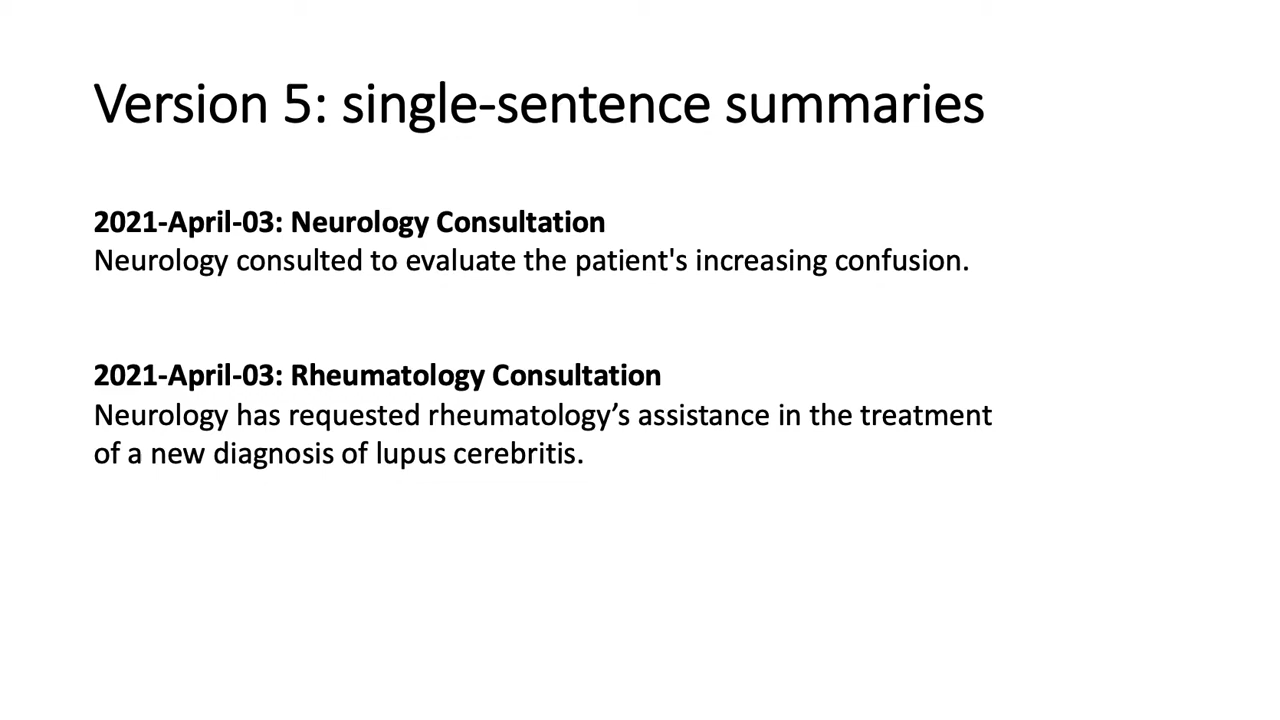 Version 5: single-sentence summaries
2021-April-03: Neurology Consultation
Neurology consulted to evaluate the patient's increasing confusion.
2021-April-03: Rheumatology Consultation
Neurology has requested rheumatology’s assistance in the treatment
of a new diagnosis of lupus cerebritis.